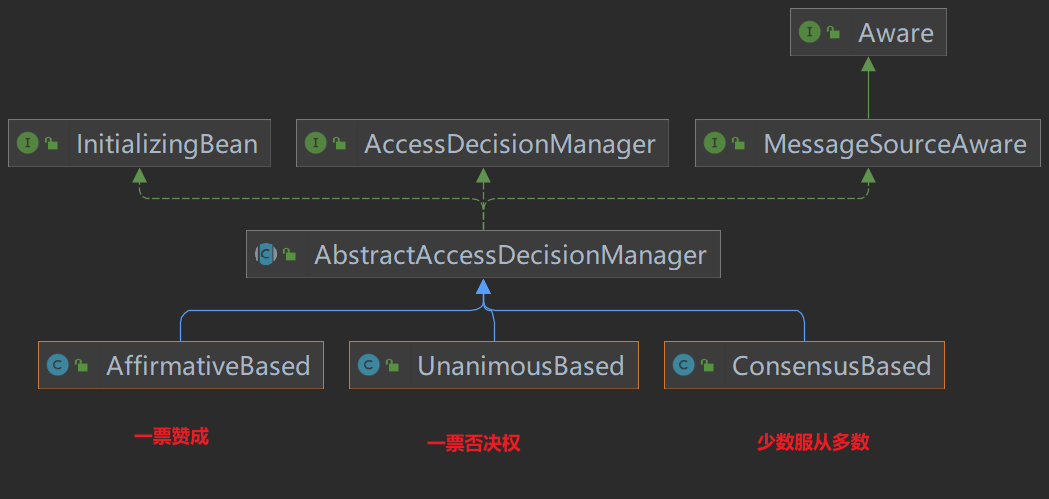 Aware
InitializingBean
AccessDecisionManager
MessageSourceAware
AbstractAccessDecisionManager
AffirmativeBased
UnanimousBased
ConsensusBased
一票赞成
一票否决权
少数服从多数